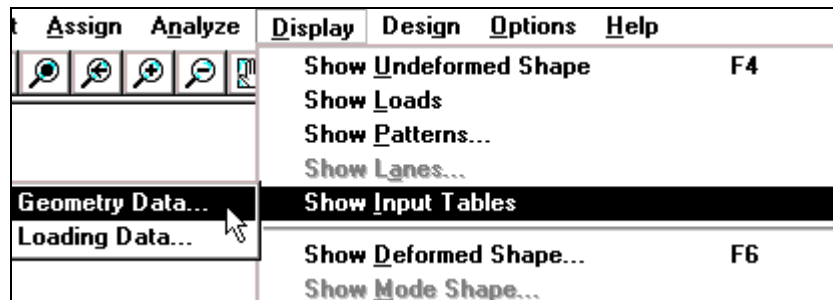 t Assign Analyze Display Design Options Help
Show Undeformed Shape F4
Show Loads
Show Patterns...
Show Lanes...
Geometry Data... Show Input Tables
Loading Data...
Show Deformed Shape... F6
Show Mode Shape...